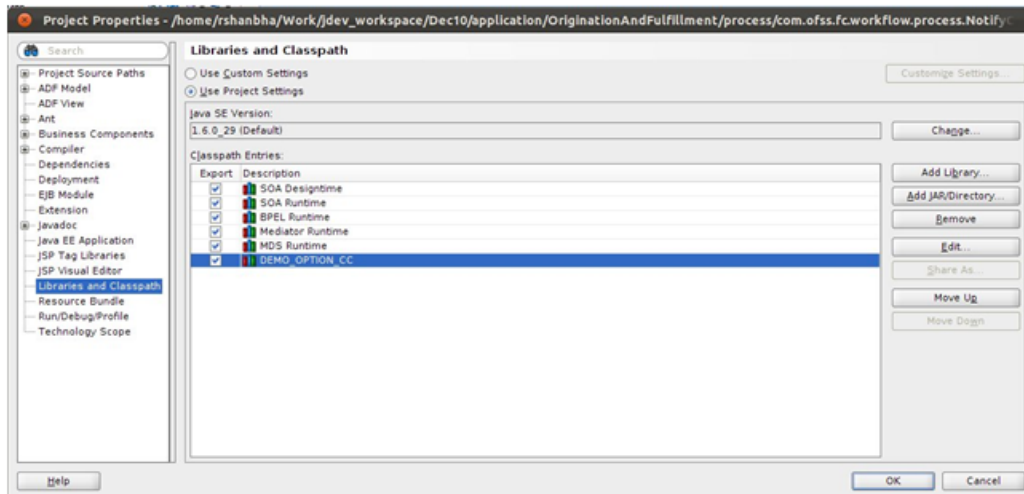 Project Properties - /home/rshanbha/Work/jdev_workspace/Dec10/application/OriginationAndFulfillment/process/com.ofss.fc.workflow.process.Notify
Search
Project Source Paths
ADF Model
ADF View
Ant
Business Components
Compiler
Dependencies
Deployment
EJB Module
Extension
Javadoc
Java EE Application
JSP Tag Libraries
JSP Visual Editor
Libraries and Classpath
Resource Bundle
Run/Debug/Profile
Technology Scope
Libraries and Classpath
Use Custom Settings
Customize Settings...
Use Project Settings
Java SE Version:
1.6.0_29 (Default)
Change...
Classpath Entries:
Export Description
SOA Designtime
SOA Runtime
BPEL Runtime
Mediator Runtime
MDS Runtime
DEMO_OPTION_CC
Add Library...
Add JAR/Directory...
Remove
Edit...
Share As...
Move Up
Move Down
Help
OK
Cancel